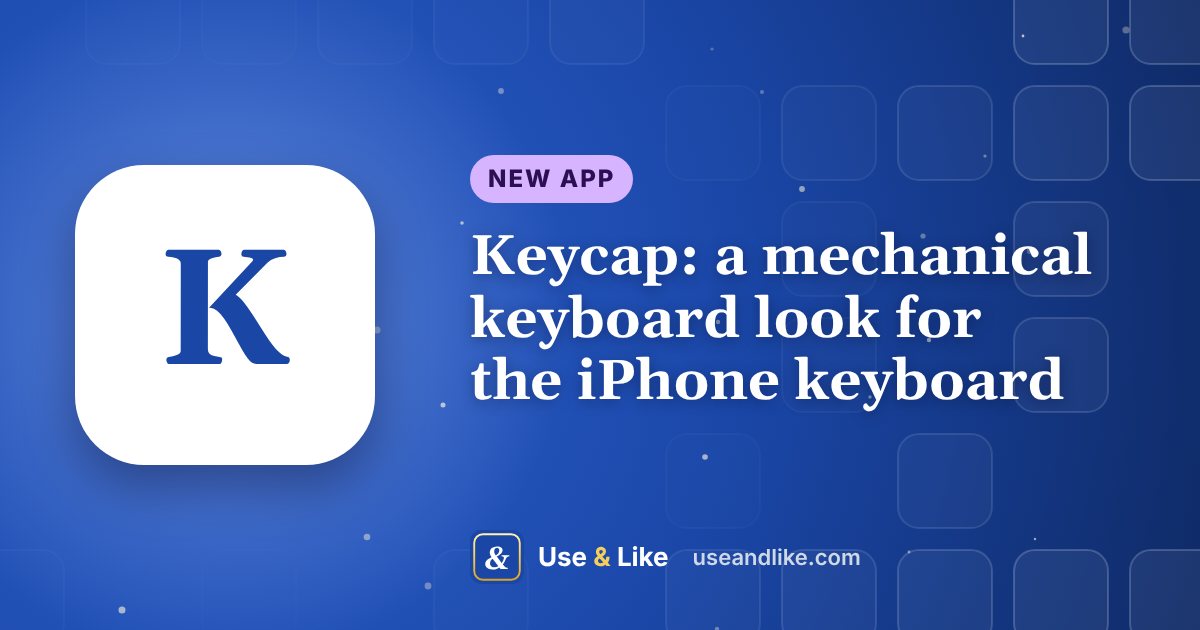 K
NEW APP
Keycap: a mechanical
keyboard look for
the iPhone keyboard
& Use & Like useandlike.com